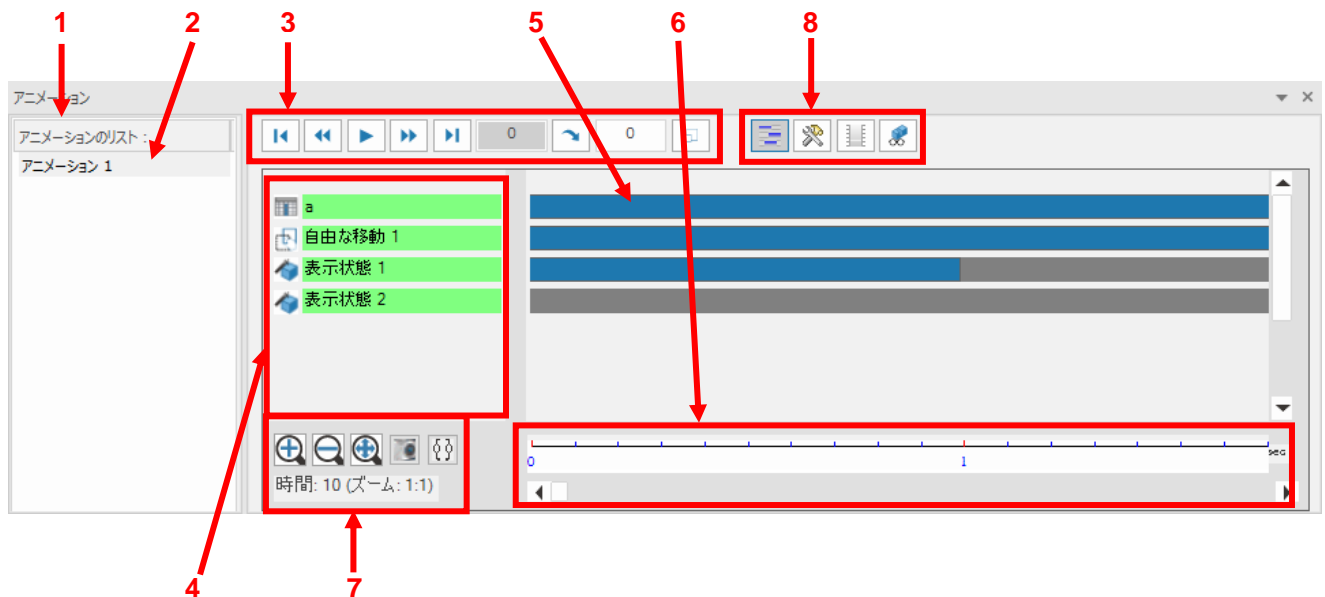 1 2 3 5 6 8
アニメーション
アニメーションのリスト :
アニメーション 1
0 0
a
自由な移動 1
表示状態 1
表示状態 2
0 1 sec
時間: 10 (ズーム: 1:1)
4 7